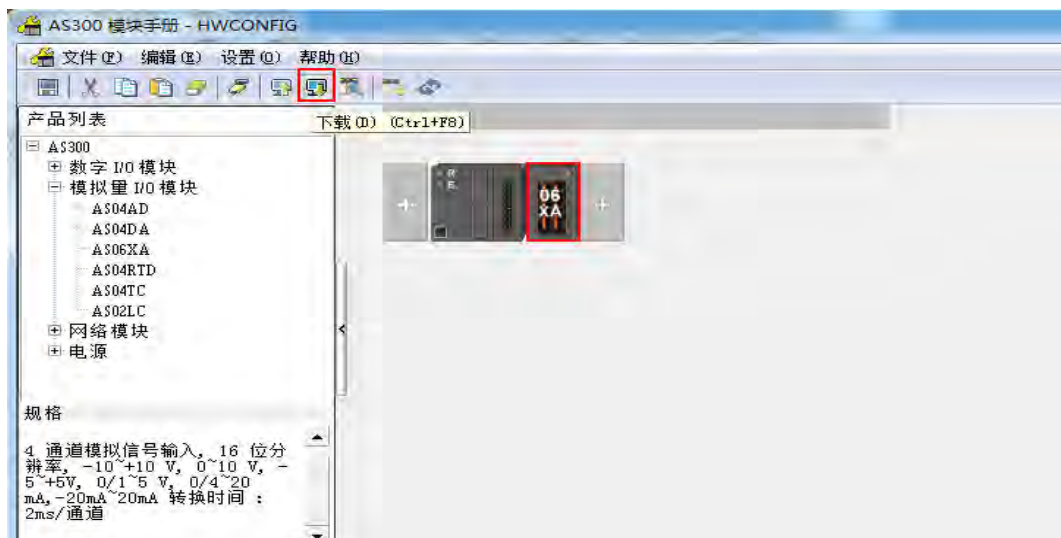 AS300 模块手册 - HWCONFIG
文件(F) 编辑(E) 设置(O) 帮助(H)
产品列表
下载(D) (Ctrl+F8)
AS300
数字 I/O 模块
模拟量 I/O 模块
AS04AD
AS04DA
AS06XA
AS04RTD
AS04TC
AS02LC
网络模块
电源
R
E
06
XA
规格
4 通道模拟信号输入, 16 位分
辨率, -10~+10 V, 0~10 V, -
5~+5V, 0/1~5 V, 0/4~20
mA,-20mA~20mA 转换时间 :
2ms/通道